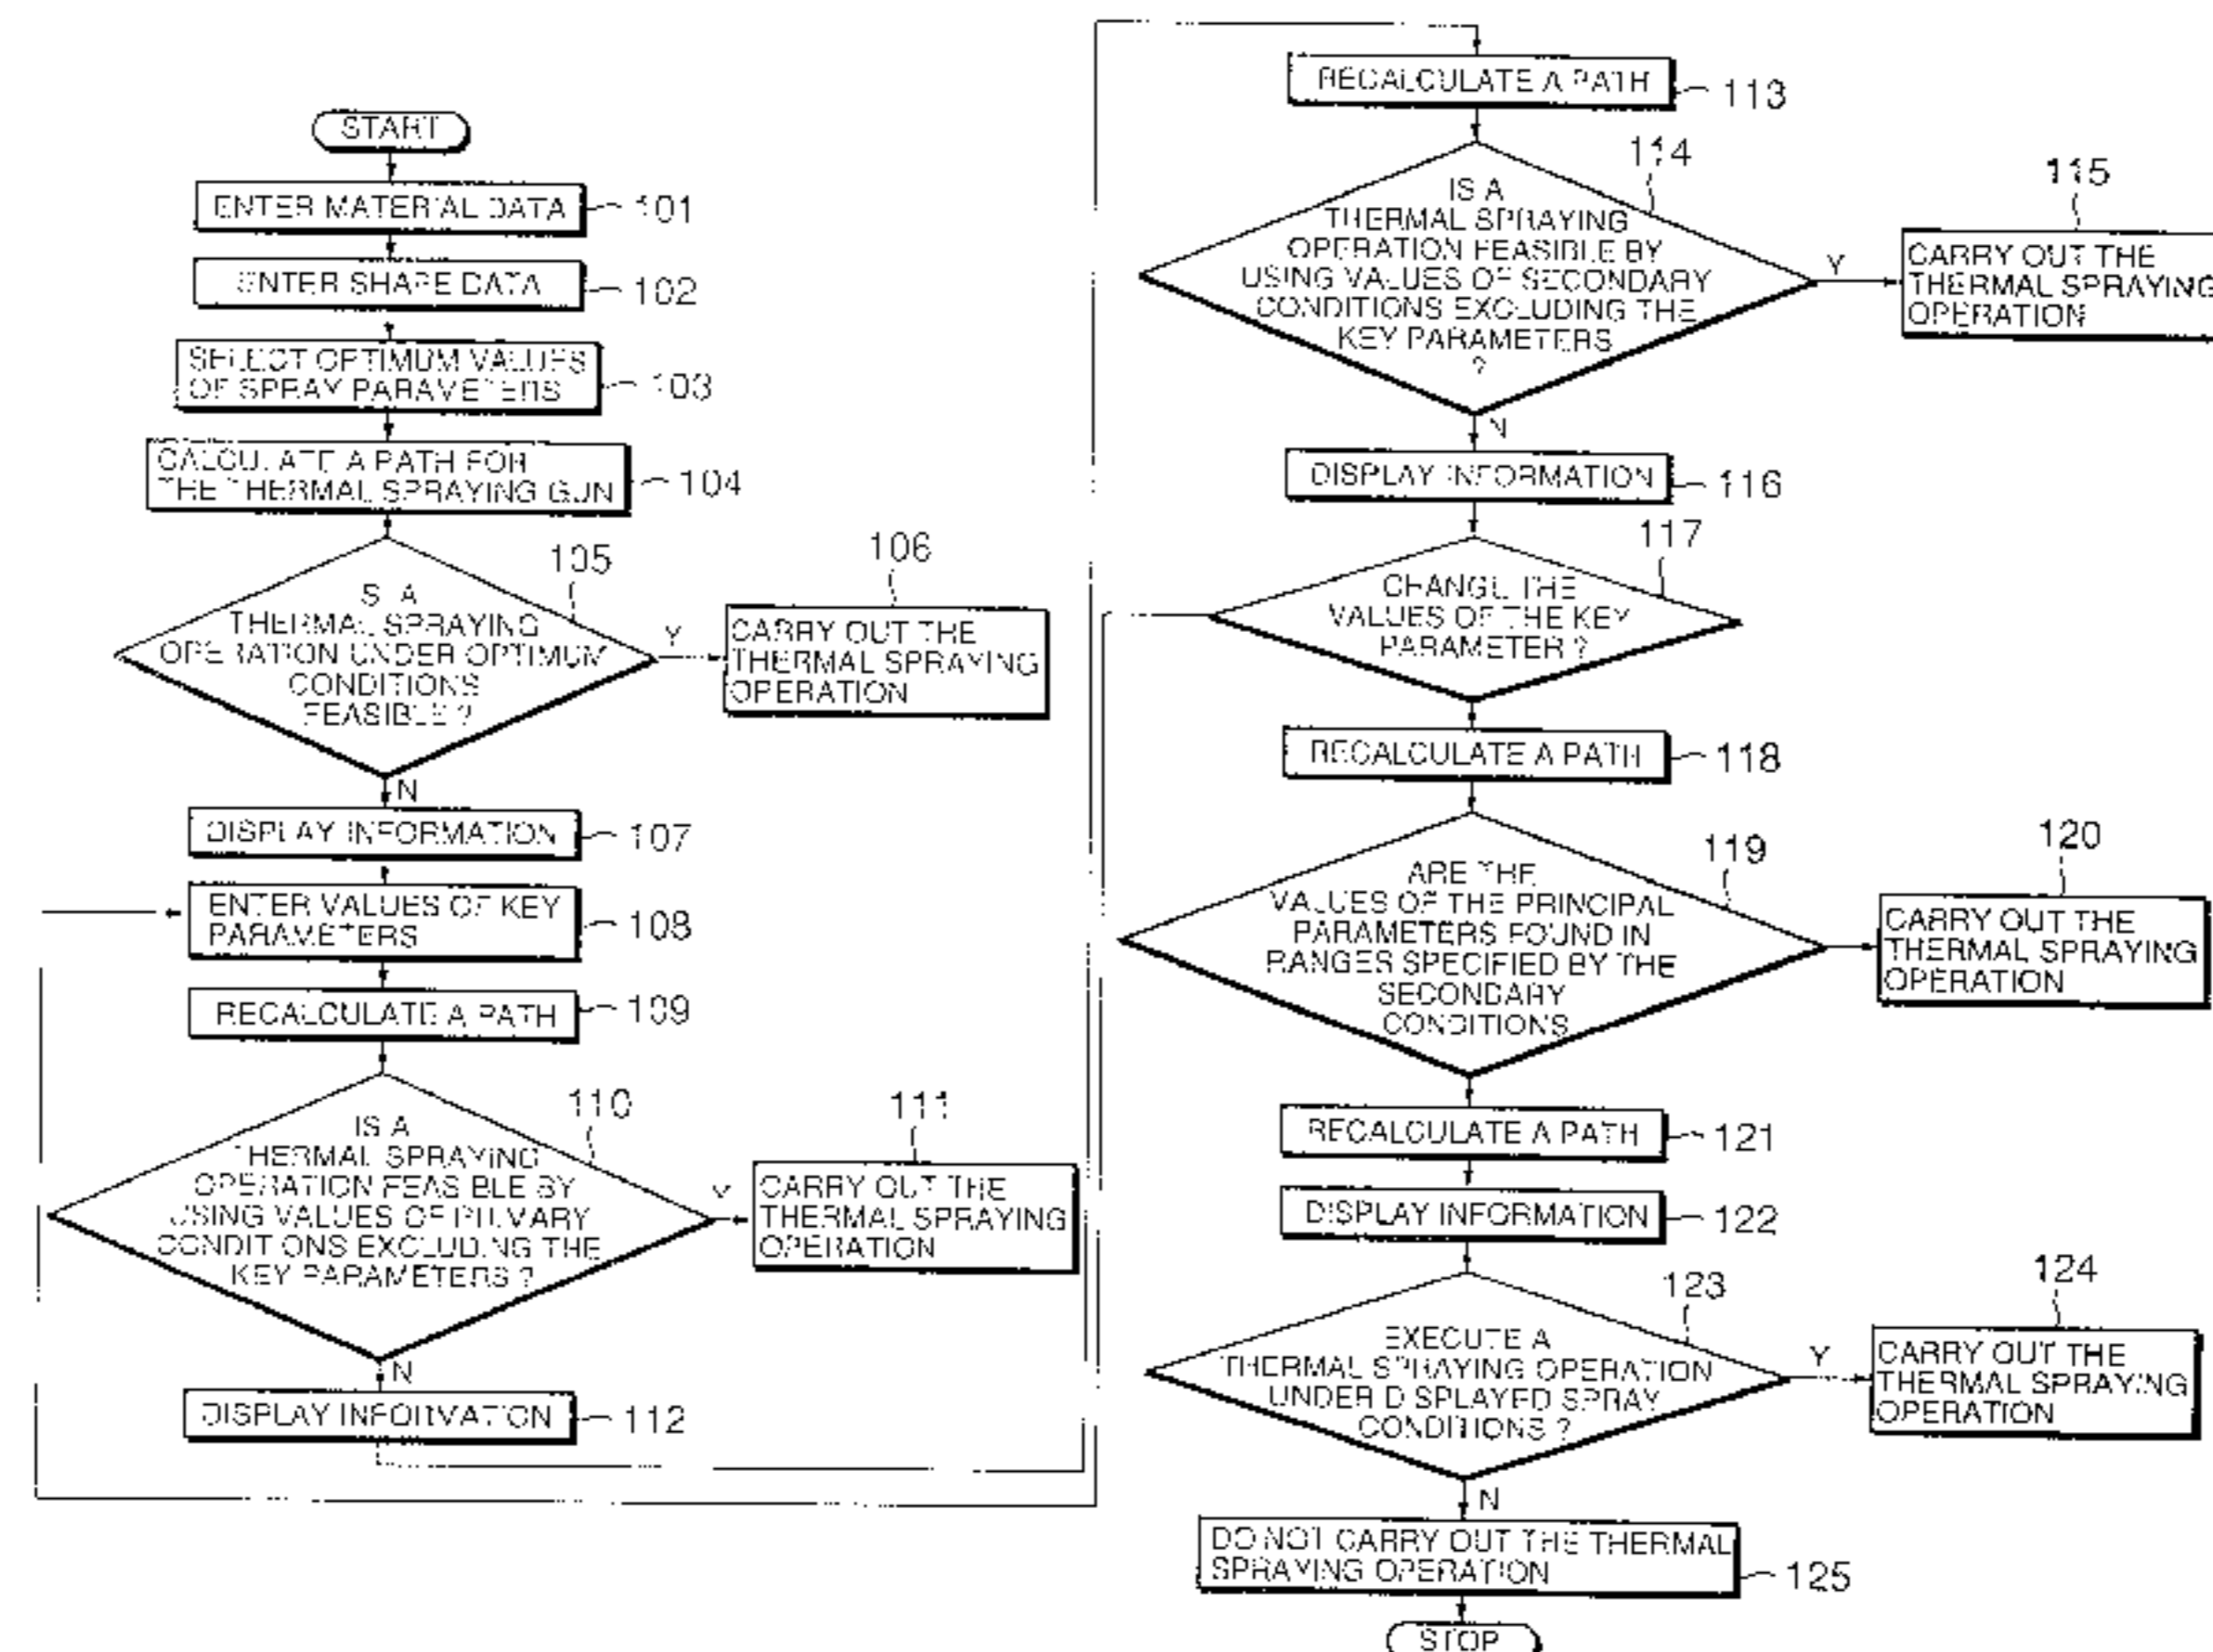 START
ENTER MATERIAL DATA
101
ENTER SHAPE DATA
102
SELECT OPTIMUM VALUES
OF SPRAY PARAMETERS
103
CALCULATE A PATH FOR
THE THERMAL SPRAYING GUN
104
105
IS A
THERMAL SPRAYING
OPERATION UNDER OPTIMUM
CONDITIONS
FEASIBLE ?
Y
N
106
CARRY OUT THE
THERMAL SPRAYING
OPERATION
DISPLAY INFORMATION
107
ENTER VALUES OF KEY
PARAMETERS
108
RECALCULATE A PATH
109
110
IS A
THERMAL SPRAYING
OPERATION FEASIBLE BY
USING VALUES OF PRIMARY
CONDITIONS EXCLUDING THE
KEY PARAMETERS ?
Y
N
111
CARRY OUT THE
THERMAL SPRAYING
OPERATION
DISPLAY INFORMATION
112
RECALCULATE A PATH
113
114
IS A
THERMAL SPRAYING
OPERATION FEASIBLE BY
USING VALUES OF SECONDARY
CONDITIONS EXCLUDING THE
KEY PARAMETERS
?
Y
N
115
CARRY OUT THE
THERMAL SPRAYING
OPERATION
DISPLAY INFORMATION
116
117
CHANGE THE
VALUES OF THE KEY
PARAMETER ?
RECALCULATE A PATH
118
119
ARE THE
VALUES OF THE PRINCIPAL
PARAMETERS FOUND IN
RANGES SPECIFIED BY THE
SECONDARY
CONDITIONS
120
CARRY OUT THE
THERMAL SPRAYING
OPERATION
RECALCULATE A PATH
121
DISPLAY INFORMATION
122
123
EXECUTE A
THERMAL SPRAYING OPERATION
UNDER DISPLAYED SPRAY
CONDITIONS ?
Y
N
124
CARRY OUT THE
THERMAL SPRAYING
OPERATION
DO NOT CARRY OUT THE THERMAL
SPRAYING OPERATION
125
STOP